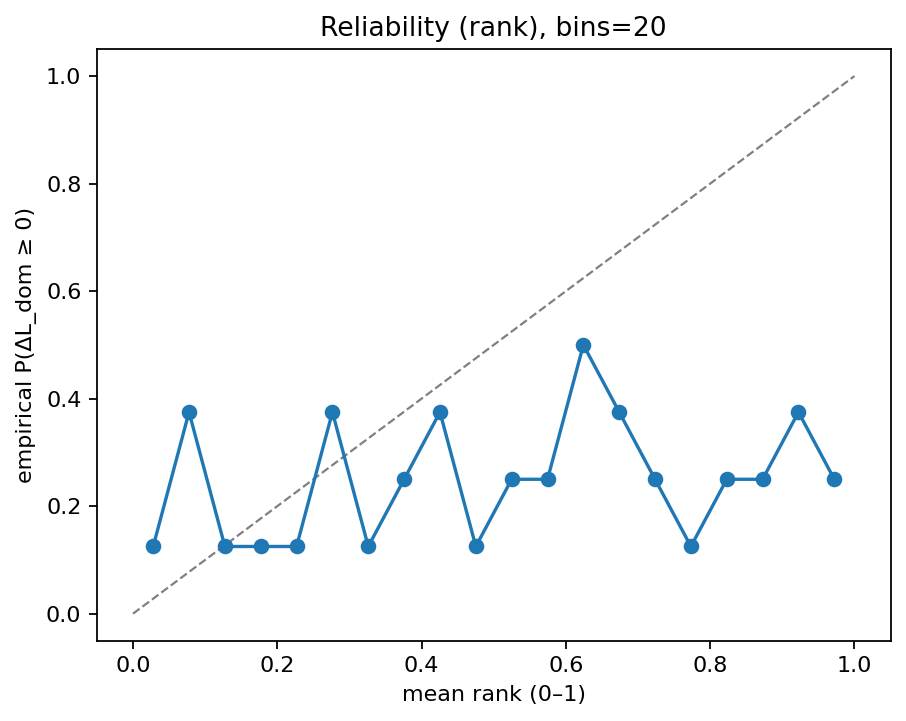 Reliability (rank), bins=20
empirical P(ΔL_dom ≥ 0)
1.0
0.8
0.6
0.4
0.2
0.0
0.0 0.2 0.4 0.6 0.8 1.0
mean rank (0–1)